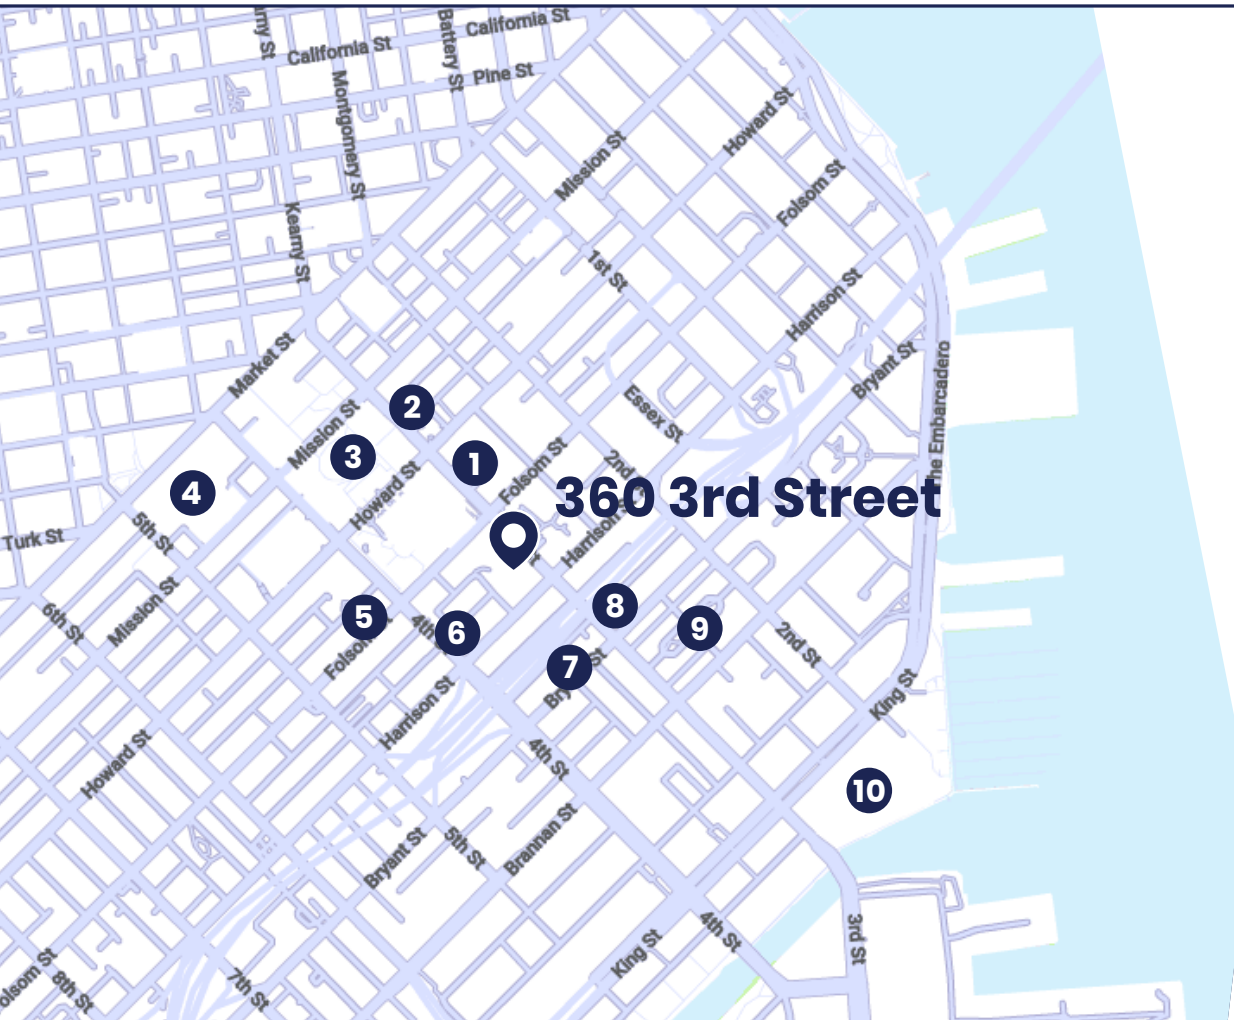 California St
California St
Battery St
Pine St
Montgomery St
Howard St
Mission St
Folsom St
Kearny St
1st St
Harrison St
Market St
Bryant St
The Embarcadero
Essex St
2
Mission St
3
1
Folsom St
4
Howard St
2nd
360 3rd Street
Harrison St
5th St
Turk St
Mission St
6th St
5
4th
6
8
9
2nd St
7
Folsom
King St
Harrison St
Howard St
4th St
10
Brannan St
5th St
Bryant St
4th St
3rd St
King St
olsom St
8th St
7th St